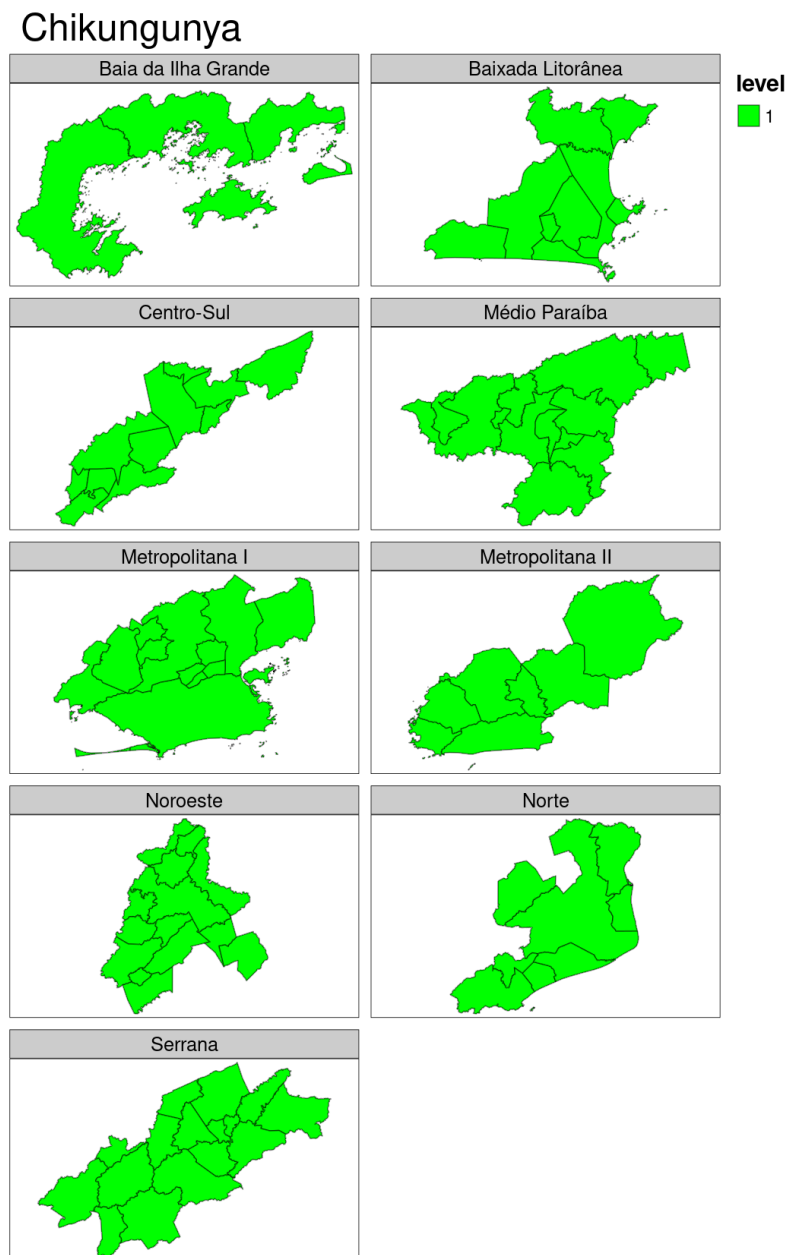 Chikungunya
Baia da Ilha Grande
Baixada Litorânea
level
1
Centro-Sul
Médio Paraíba
Metropolitana I
Metropolitana II
Noroeste
Norte
Serrana